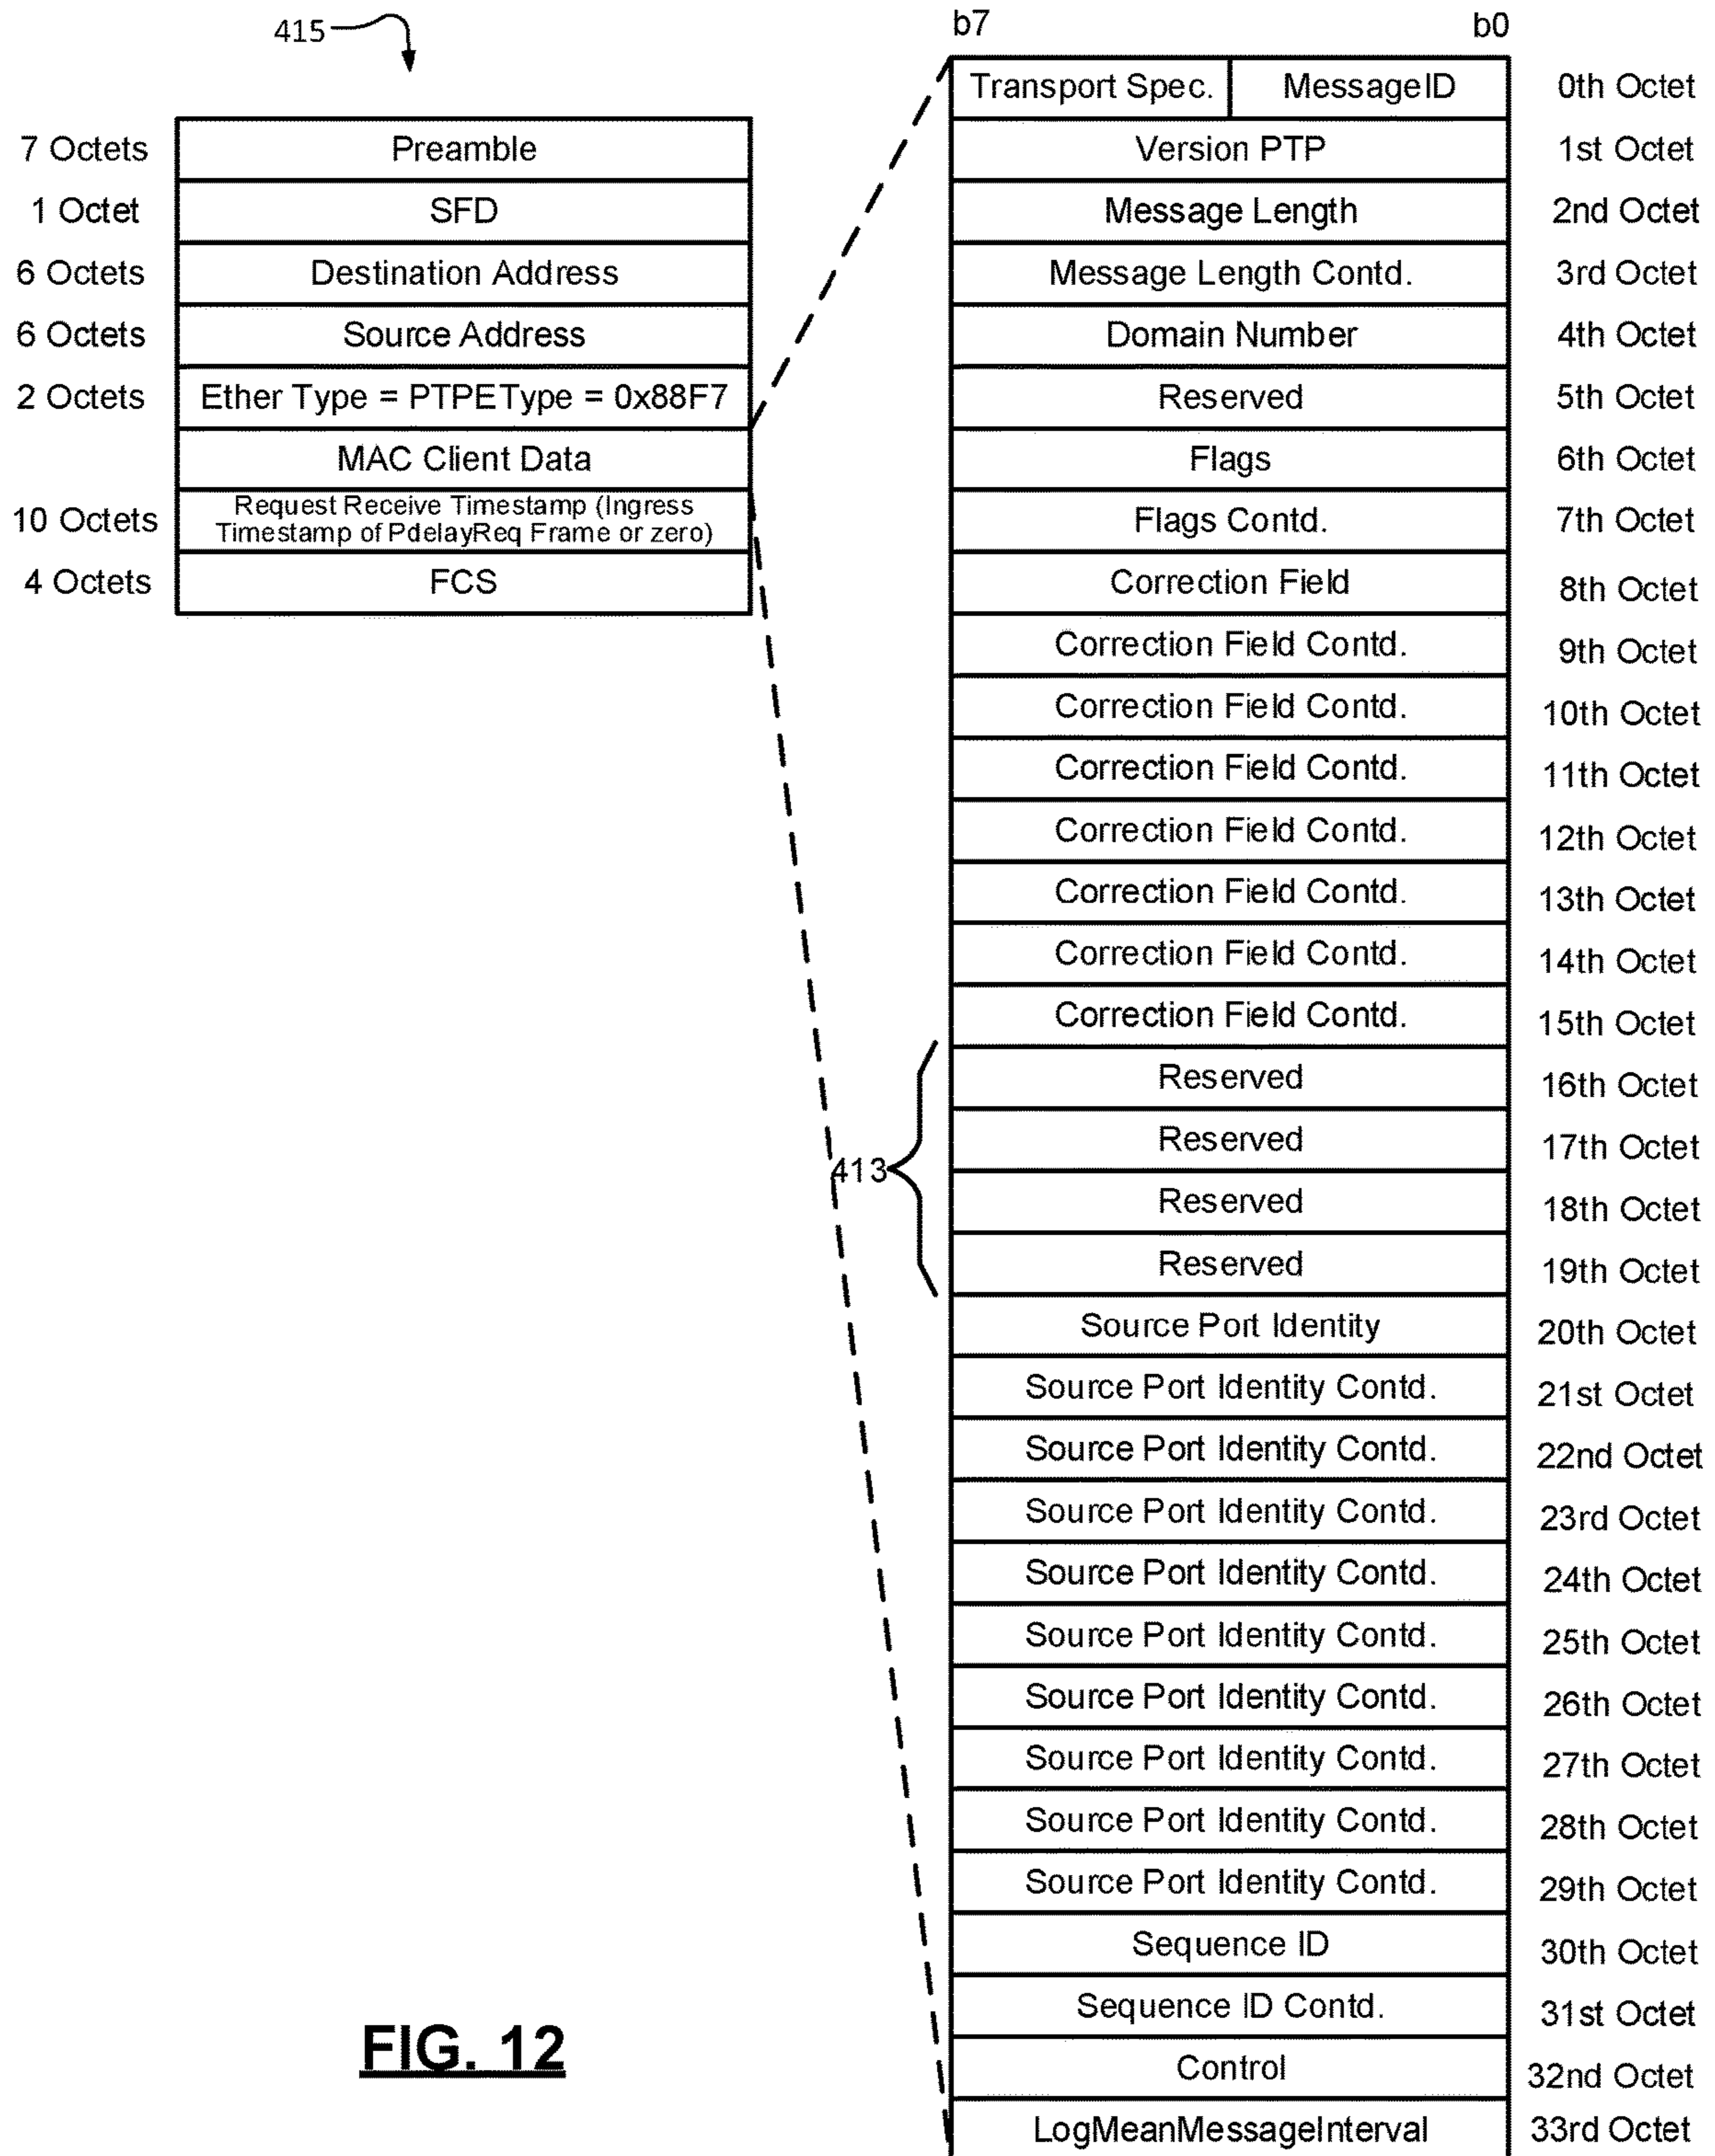 415
7 Octets Preamble
1 Octet SFD
6 Octets Destination Address
6 Octets Source Address
2 Octets Ether Type = PTPEType = 0x88F7
MAC Client Data
10 Octets Request Receive Timestamp (Ingress
Timestamp of PdelayReq Frame or zero)
4 Octets FCS
b7 b0
Transport Spec. MessageID 0th Octet
Version PTP 1st Octet
Message Length 2nd Octet
Message Length Contd. 3rd Octet
Domain Number 4th Octet
Reserved 5th Octet
Flags 6th Octet
Flags Contd. 7th Octet
Correction Field 8th Octet
Correction Field Contd. 9th Octet
Correction Field Contd. 10th Octet
Correction Field Contd. 11th Octet
Correction Field Contd. 12th Octet
Correction Field Contd. 13th Octet
Correction Field Contd. 14th Octet
Correction Field Contd. 15th Octet
Reserved 16th Octet
Reserved 17th Octet
413
Reserved 18th Octet
Reserved 19th Octet
Source Port Identity 20th Octet
Source Port Identity Contd. 21st Octet
Source Port Identity Contd. 22nd Octet
Source Port Identity Contd. 23rd Octet
Source Port Identity Contd. 24th Octet
Source Port Identity Contd. 25th Octet
Source Port Identity Contd. 26th Octet
Source Port Identity Contd. 27th Octet
Source Port Identity Contd. 28th Octet
Source Port Identity Contd. 29th Octet
Sequence ID 30th Octet
Sequence ID Contd. 31st Octet
Control 32nd Octet
LogMeanMessageInterval 33rd Octet
FIG. 12